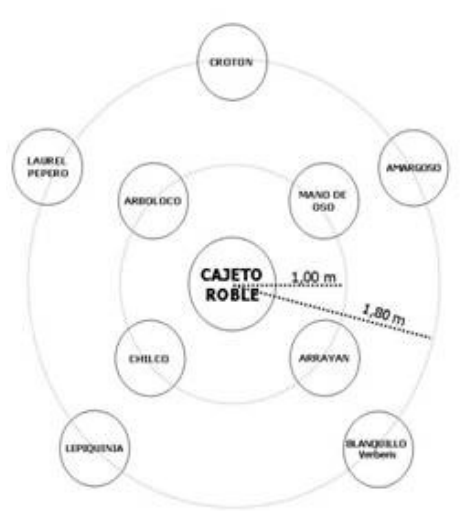 CROTON
LAUREL
PEPERO
AMARGOSO
ARBOLOCO
MANO DE
OSO
CAJETO
ROBLE
1,00 m
1,80 m
CHILCO
ARRAYAN
LEPIQUINIA
BLANQUILLO
Verberis